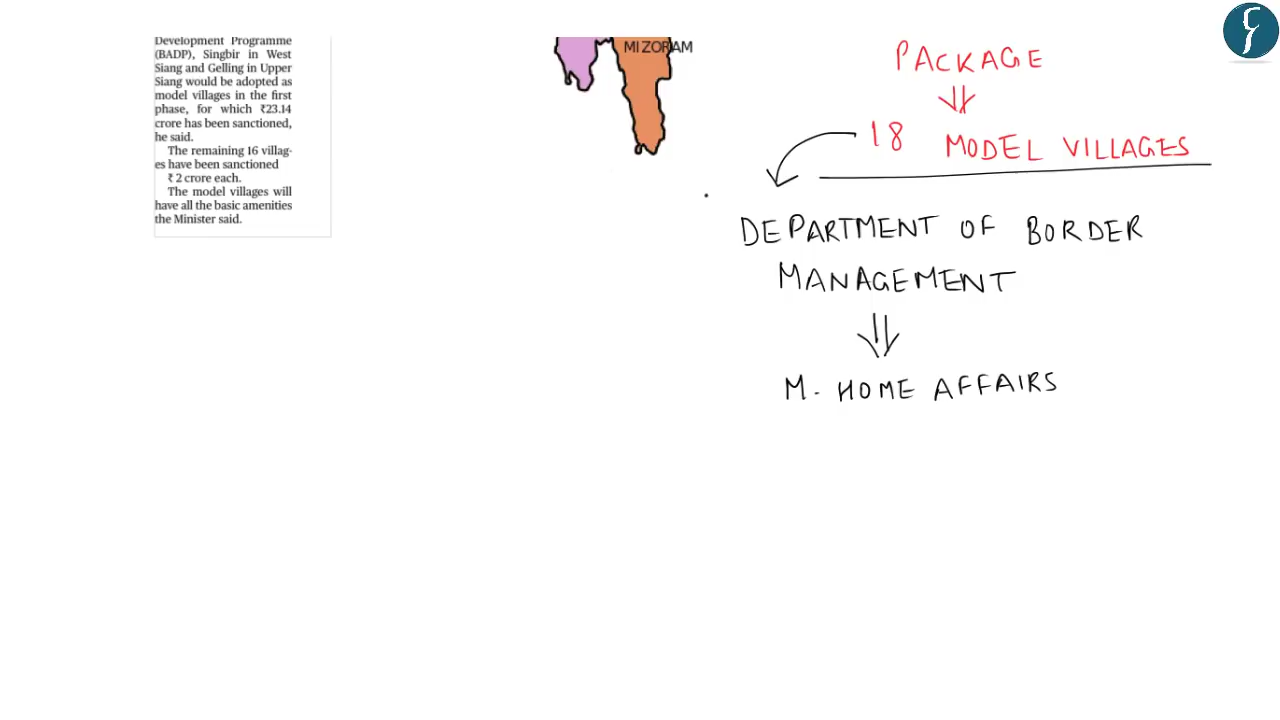 Development Programme
(BADP), Singbir in West
Siang and Gelling in Upper
Siang would be adopted as
model villages in the first
phase, for which ₹23.14
crore has been sanctioned,
he said.
The remaining 16 villag-
es have been sanctioned
₹ 2 crore each.
The model villages will
have all the basic amenities
the Minister said.
MIZORAM
PACKAGE
18 MODEL VILLAGES
DEPARTMENT OF BORDER
MANAGEMENT
M. HOME AFFAIRS